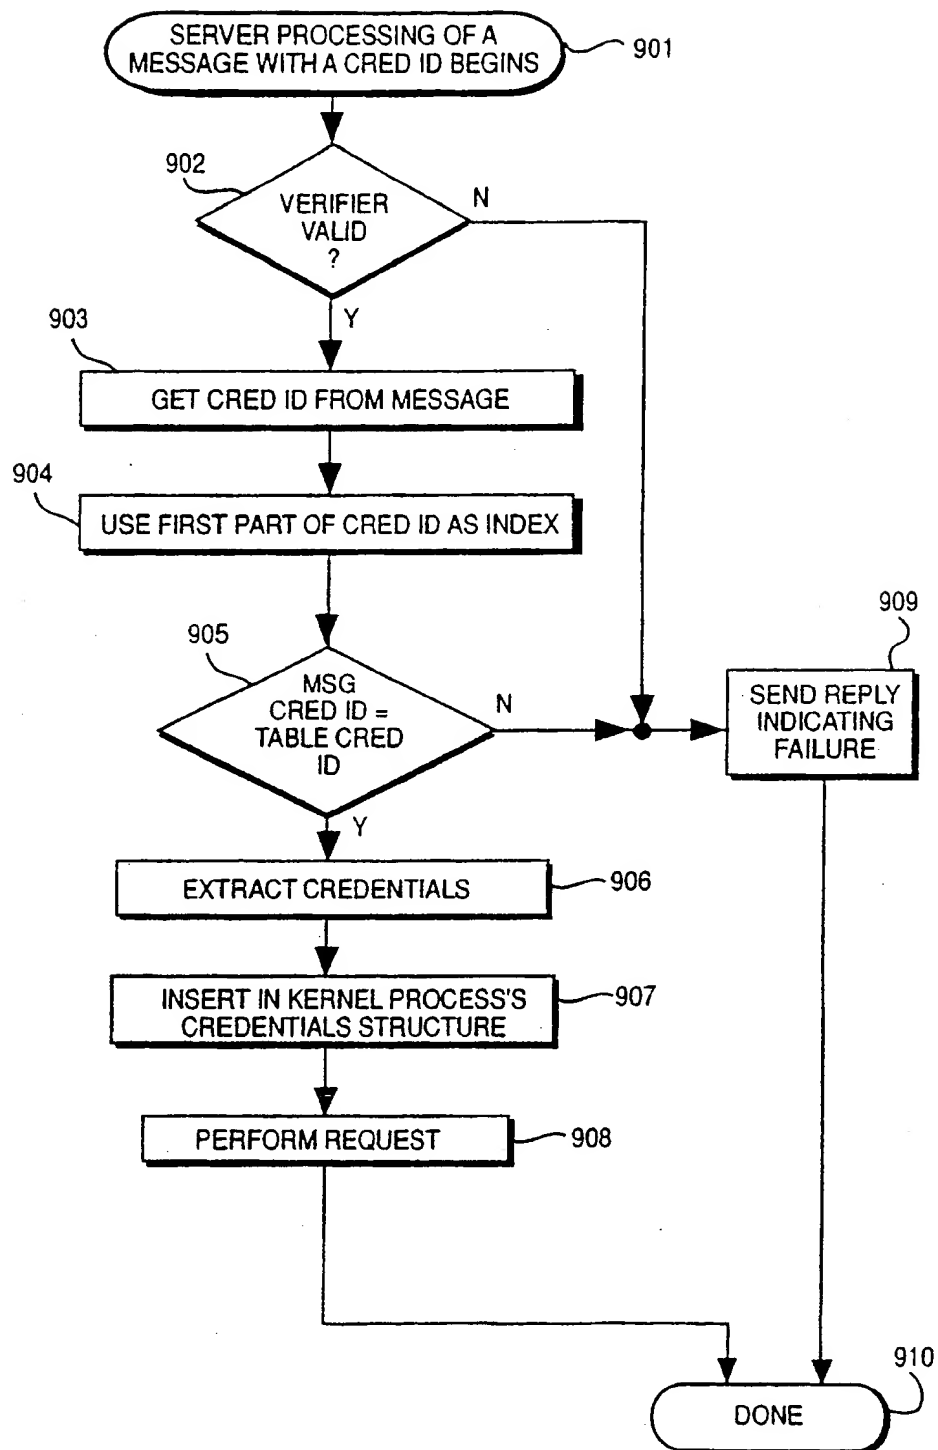 SERVER PROCESSING OF A
MESSAGE WITH A CRED ID BEGINS
901
902
VERIFIER
VALID
?
N
Y
903
GET CRED ID FROM MESSAGE
904
USE FIRST PART OF CRED ID AS INDEX
905
MSG
CRED ID =
TABLE CRED
ID
N
909
SEND REPLY
INDICATING
FAILURE
Y
EXTRACT CREDENTIALS
906
INSERT IN KERNEL PROCESS'S
CREDENTIALS STRUCTURE
907
PERFORM REQUEST
908
910
DONE